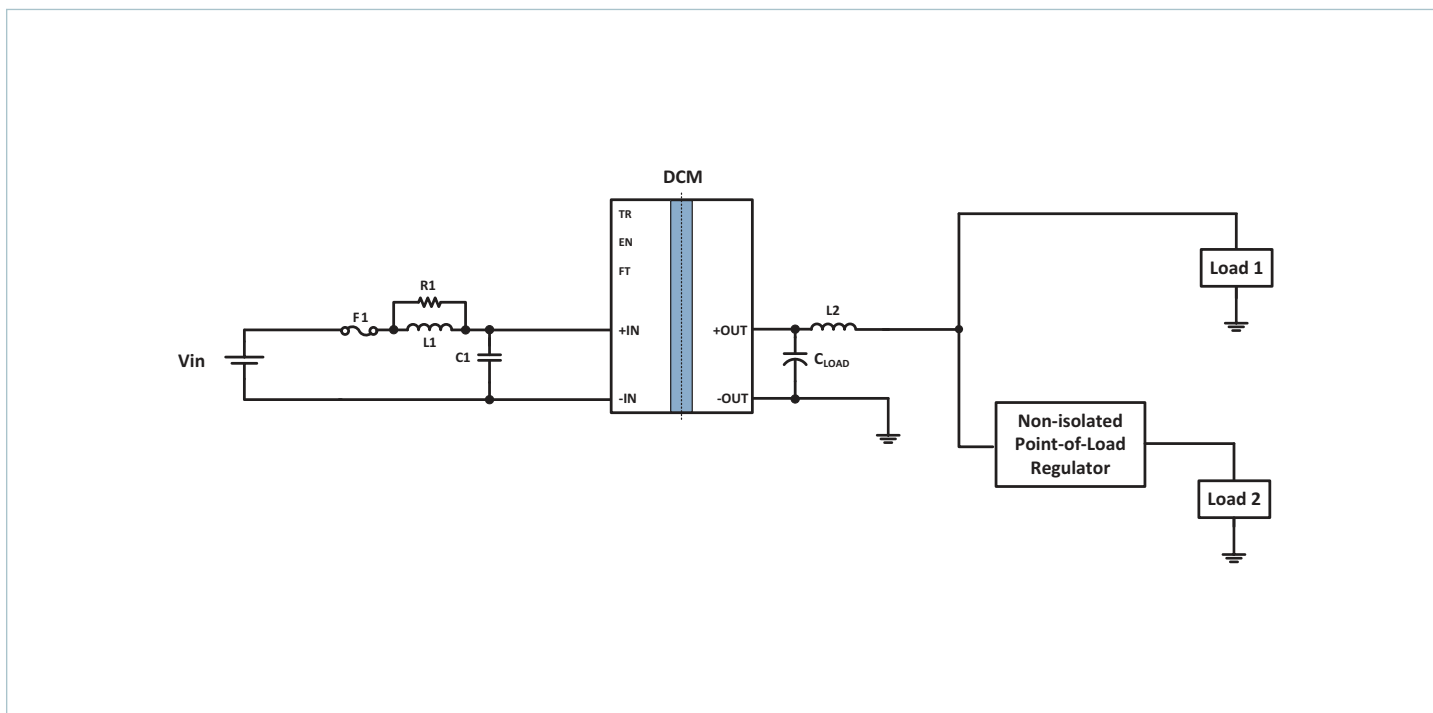 DCM
TR
EN
FT
R1
F1
L1
C1
Vin
+IN
-IN
+OUT
-OUT
L2
CLOAD
Load 1
Non-isolated
Point-of-Load
Regulator
Load 2